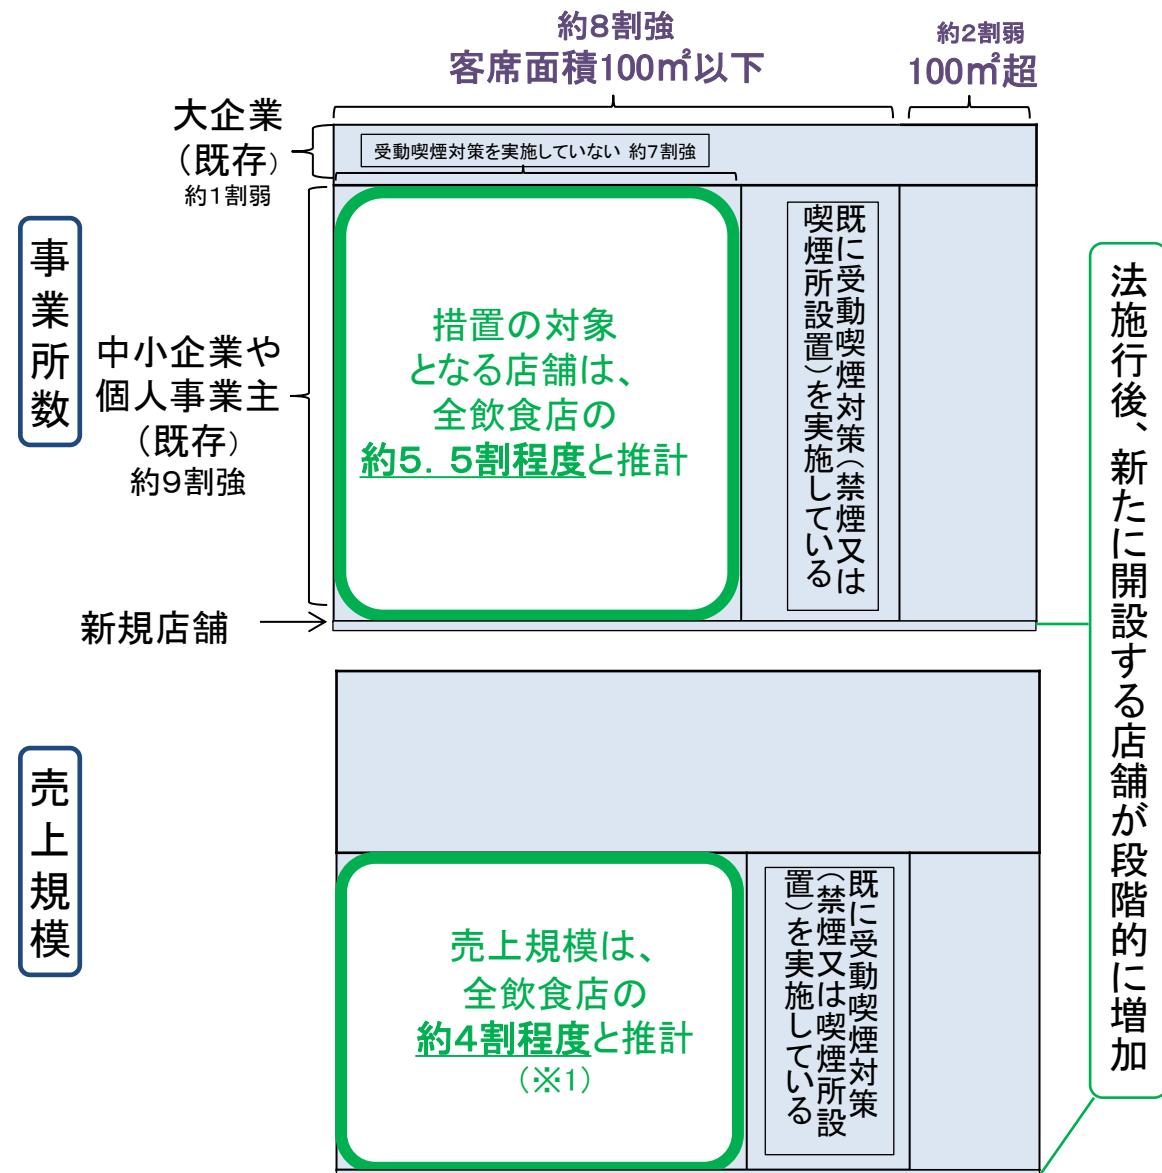 約8割強
客席面積100㎡以下
約2割弱
100㎡超
大企業
（既存）
約1割弱
受動喫煙対策を実施していない 約7割強
事業所数
中小企業や
個人事業主
（既存）
約9割強
措置の対象
となる店舗は、
全飲食店の
約5．5割程度と推計
既に受動喫煙対策（禁煙又は
喫煙所設置）を実施している
新規店舗
法施行後、新たに開設する店舗が段階的に増加
売上規模
売上規模は、
全飲食店の
約4割程度と推計
（※1）
既に受動喫煙対策
（禁煙又は喫煙所設
置）を実施している